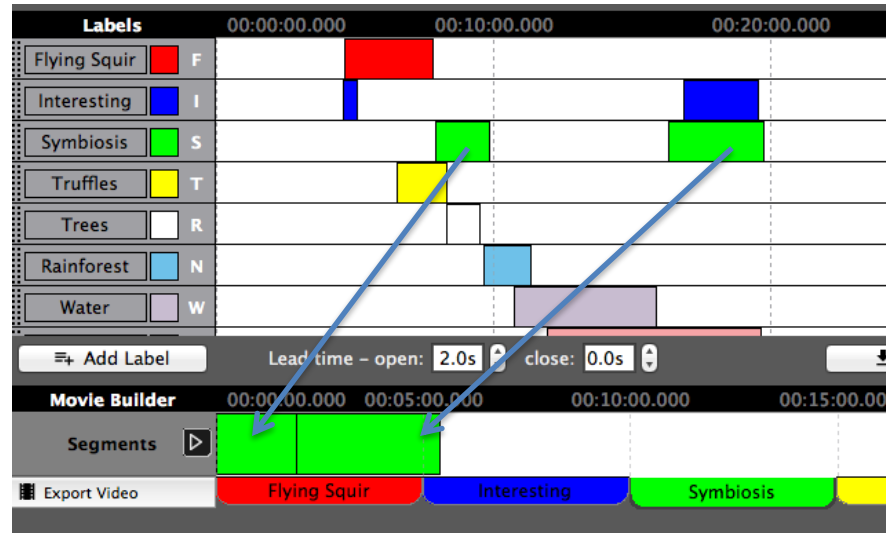 Labels 00:00:00.000 00:10:00.000 00:20:00.000
Flying Squir F
Interesting I
Symbiosis S
Truffles T
Trees R
Rainforest N
Water W
Add Label Lead time – open: 2.0s close: 0.0s
Movie Builder 00:00:00.000 00:05:00.000 00:10:00.000 00:15:00.00
Segments
Export Video Flying Squir Interesting Symbiosis